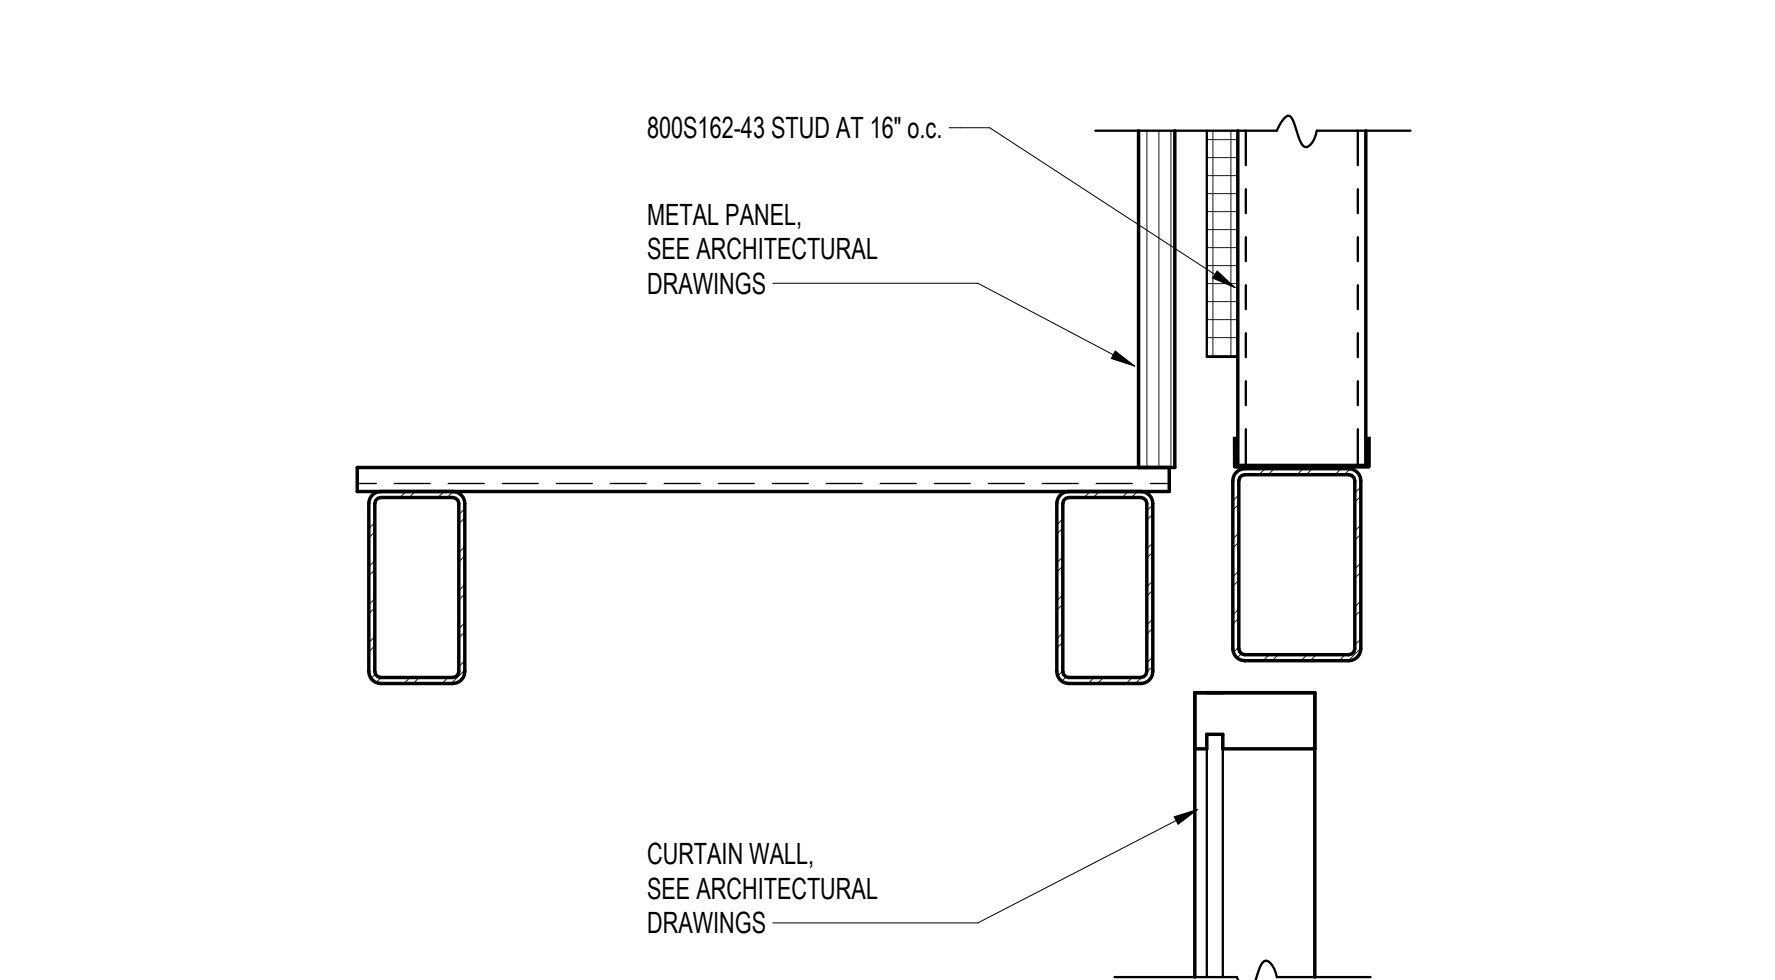 800S162-43 STUD AT 16" o.c.
METAL PANEL,
SEE ARCHITECTURAL
DRAWINGS
CURTAIN WALL,
SEE ARCHITECTURAL
DRAWINGS